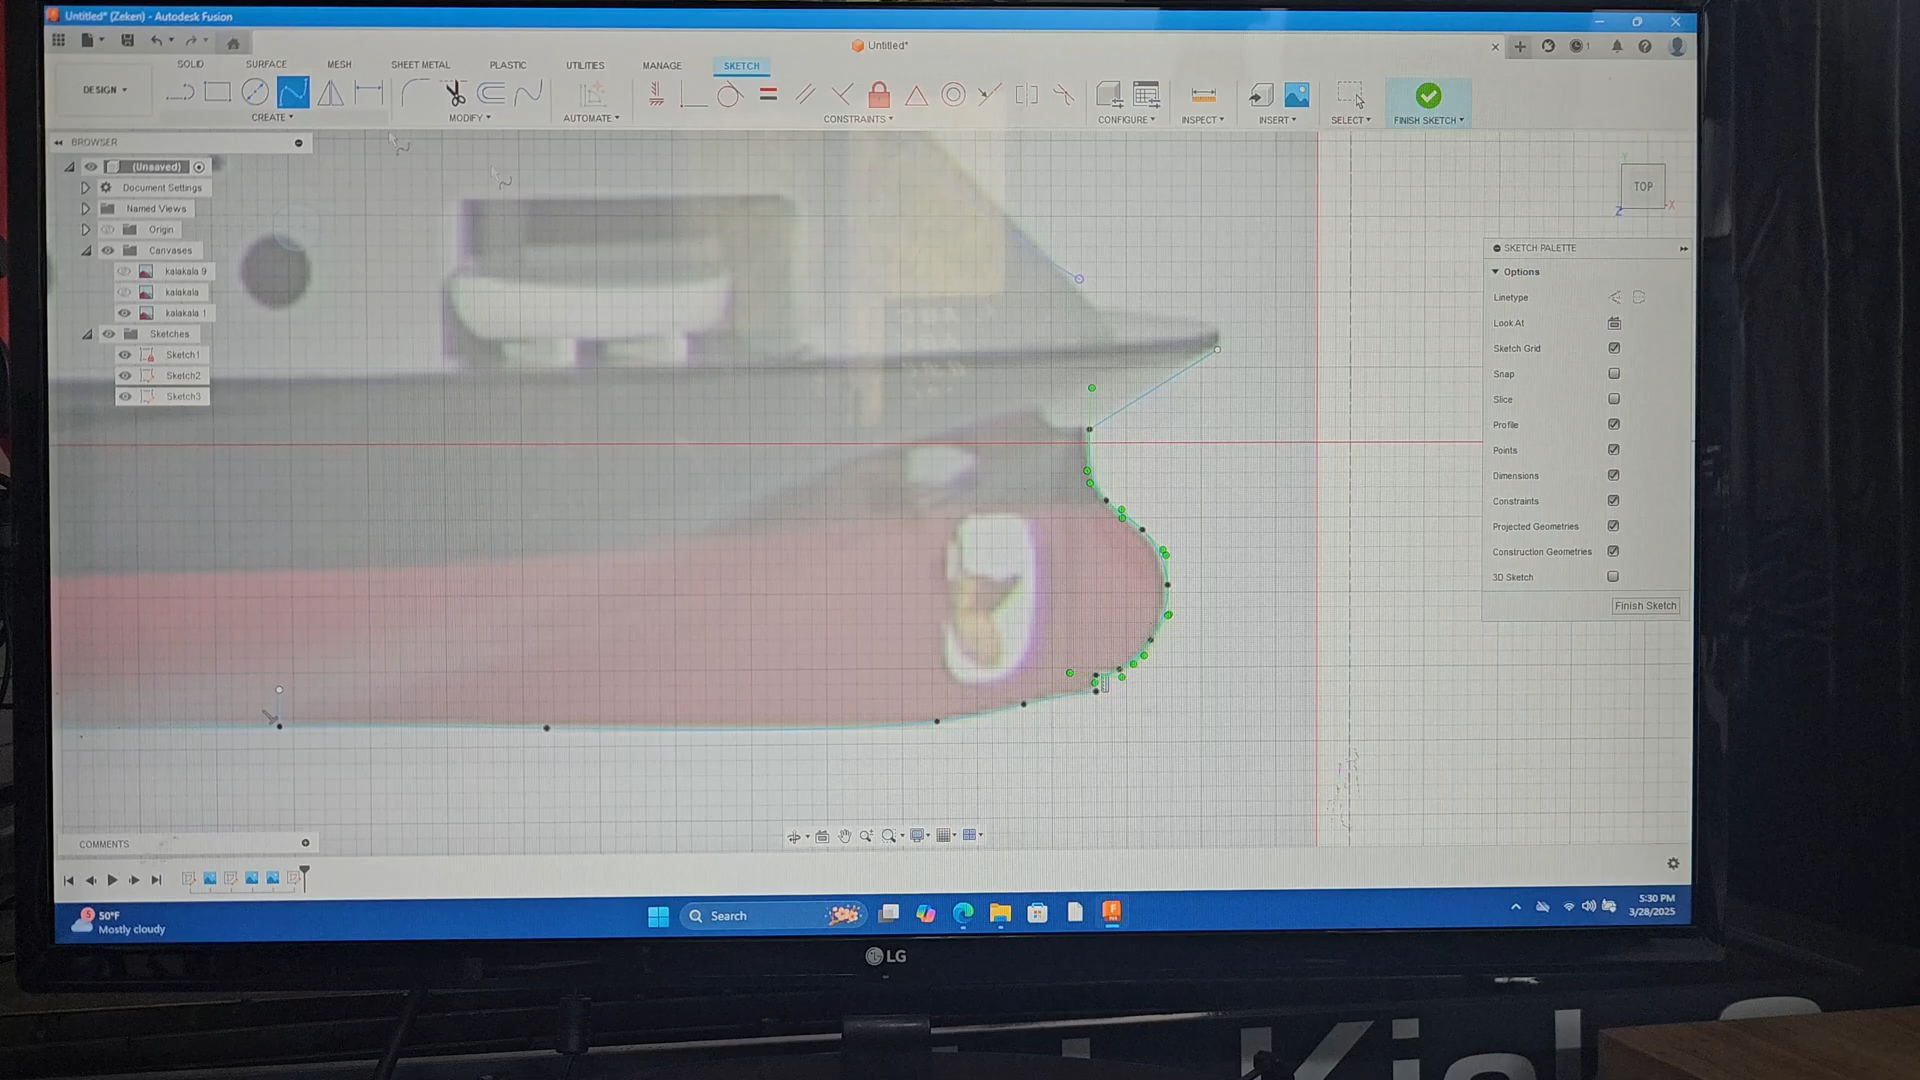 Untitled* (Zeken) - Autodesk Fusion
Untitled*
1
SOLID SURFACE MESH SHEET METAL PLASTIC UTILITIES MANAGE SKETCH
DESIGN
CREATE MODIFY AUTOMATE CONSTRAINTS CONFIGURE INSPECT INSERT SELECT FINISH SKETCH
BROWSER
(Unsaved)
Document Settings
Named Views
Origin
Canvases
kalakala 9
kalakala
kalakala 1
Sketches
Sketch1
Sketch2
Sketch3
TOP
Y
X
Z
SKETCH PALETTE
Options
Linetype
Look At
Sketch Grid
Snap
Slice
Profile
Points
Dimensions
Constraints
Projected Geometries
Construction Geometries
3D Sketch
Finish Sketch
COMMENTS
5
50°F
Mostly cloudy
Search
5:30 PM
3/28/2025
LG